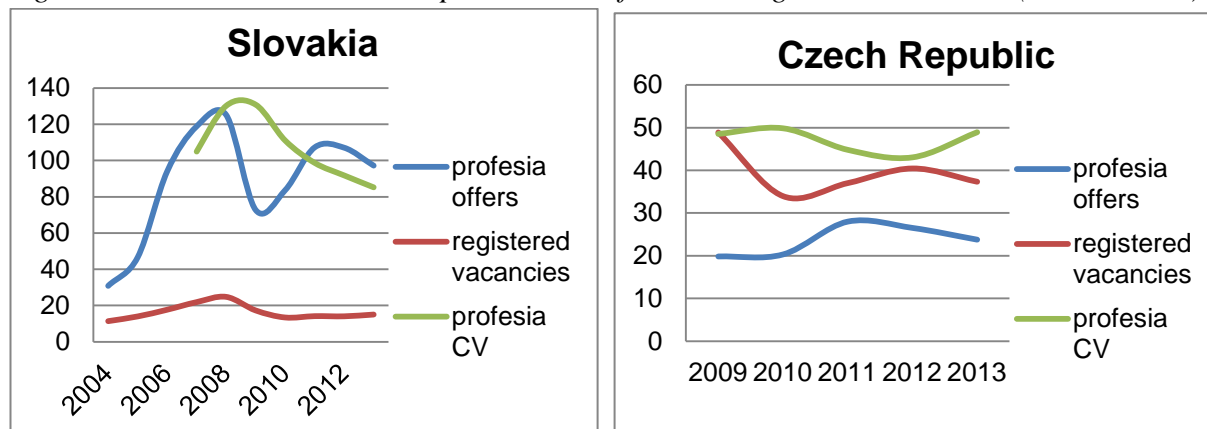 Slovakia
140
120
100
80
60
40
20
0
2004
2006
2008
2010
2012
profesia
offers
registered
vacancies
profesia
CV
Czech Republic
60
50
40
30
20
10
0
2009 2010 2011 2012 2013
profesia
offers
registered
vacancies
profesia
CV